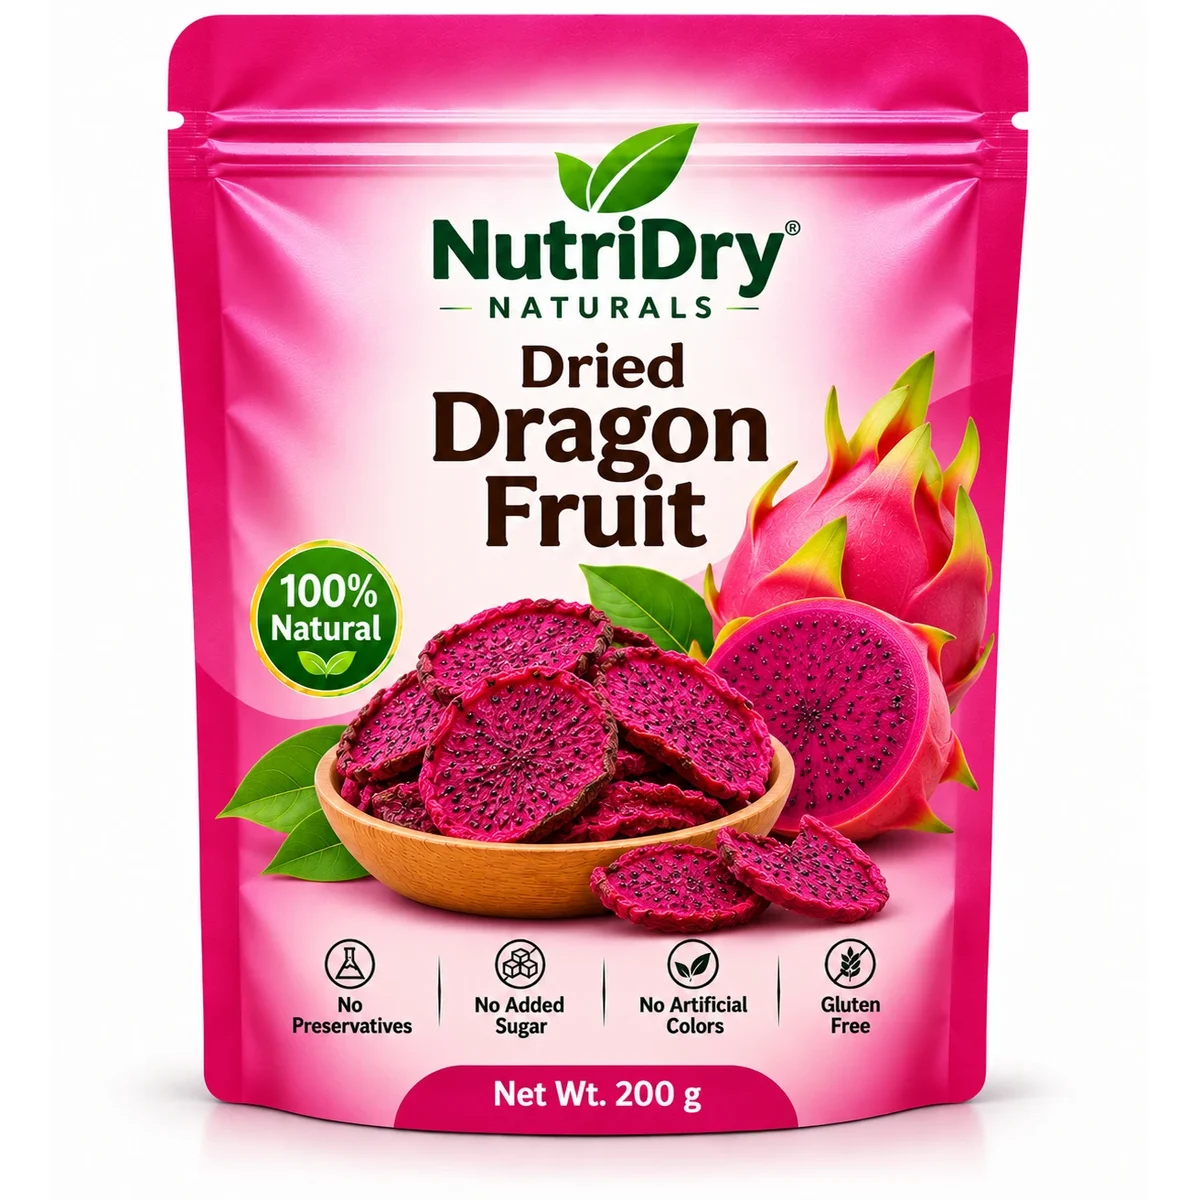 NutriDry®
NATURALS
Dried
Dragon
Fruit
100%
Natural
No
Preservatives
No Added
Sugar
No Artificial
Colors
Gluten
Free
Net Wt. 200 g